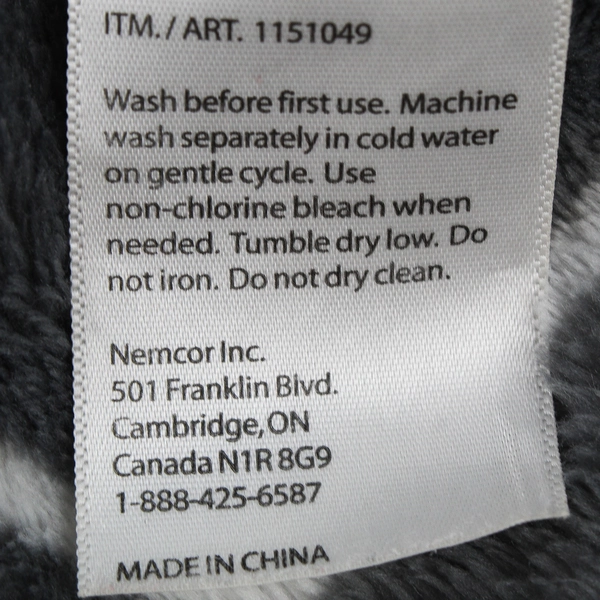 ITM. / ART. 1151049
Wash before first use. Machine
wash separately in cold water
on gentle cycle. Use
non-chlorine bleach when
needed. Tumble dry low. Do
not iron. Do not dry clean.
Nemcor Inc.
501 Franklin Blvd.
Cambridge, ON
Canada N1R 8G9
1-888-425-6587
MADE IN CHINA